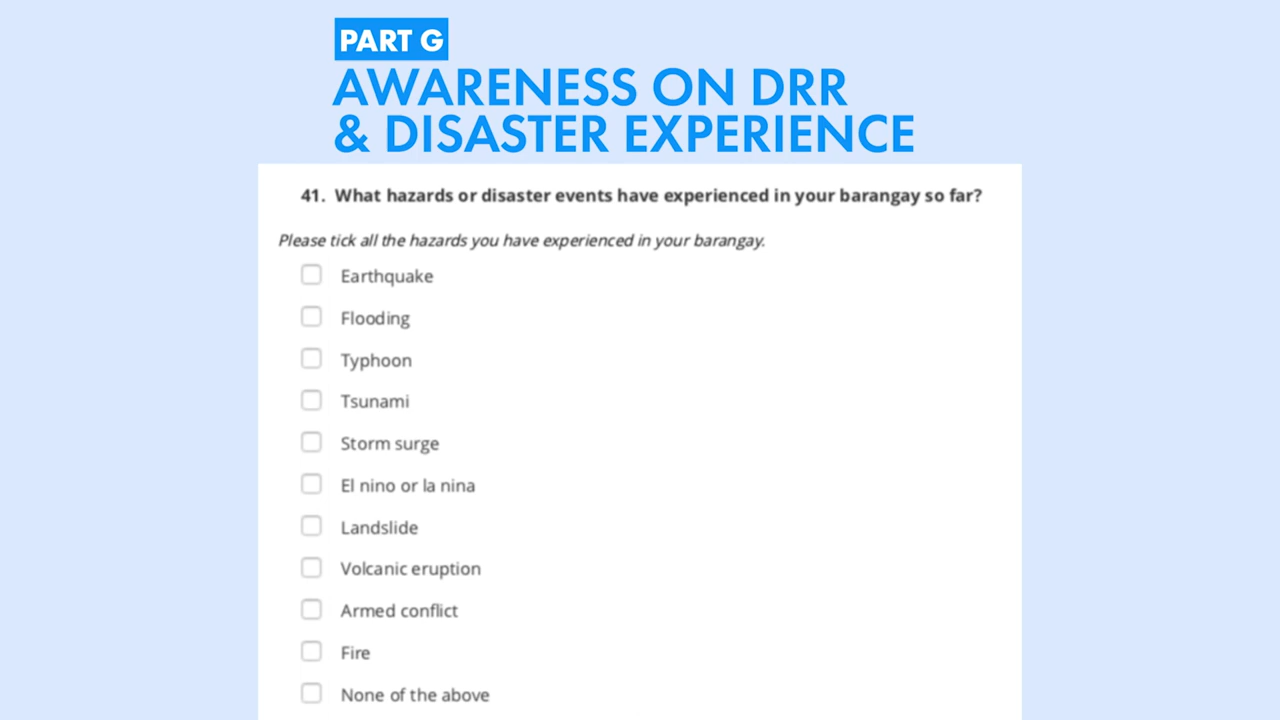 PART G
AWARENESS ON DRR
& DISASTER EXPERIENCE
41. What hazards or disaster events have experienced in your barangay so far?
Please tick all the hazards you have experienced in your barangay.
Earthquake
Flooding
Typhoon
Tsunami
Storm surge
El nino or la nina
Landslide
Volcanic eruption
Armed conflict
Fire
None of the above